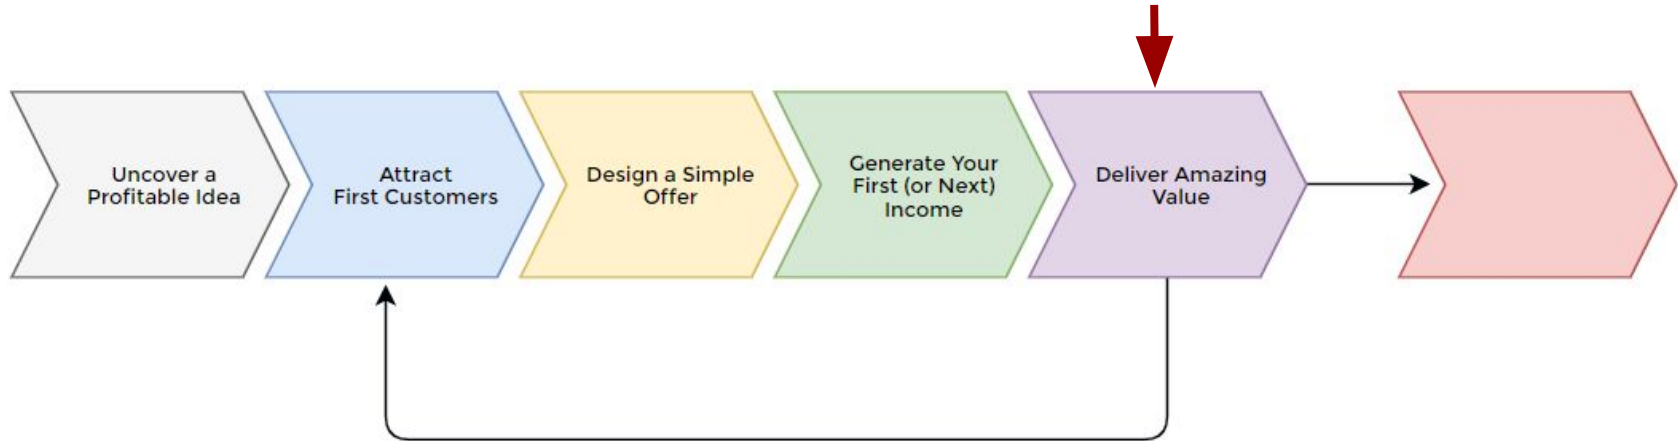 Uncover a
Profitable Idea
Attract
First Customers
Design a Simple
Offer
Generate Your
First (or Next)
Income
Deliver Amazing
Value